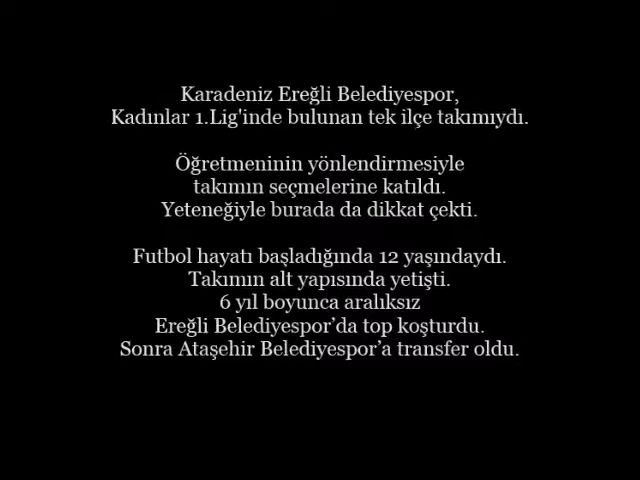 Karadeniz Ereğli Belediyespor,
Kadınlar 1.Lig'inde bulunan tek ilçe takımıydı.
Öğretmeninin yönlendirmesiyle
takımın seçmelerine katıldı.
Yeteneğiyle burada da dikkat çekti.
Futbol hayatı başladığında 12 yaşındaydı.
Takımın alt yapısında yetişti.
6 yıl boyunca aralıksız
Ereğli Belediyespor’da top koşturdu.
Sonra Ataşehir Belediyespor’a transfer oldu.